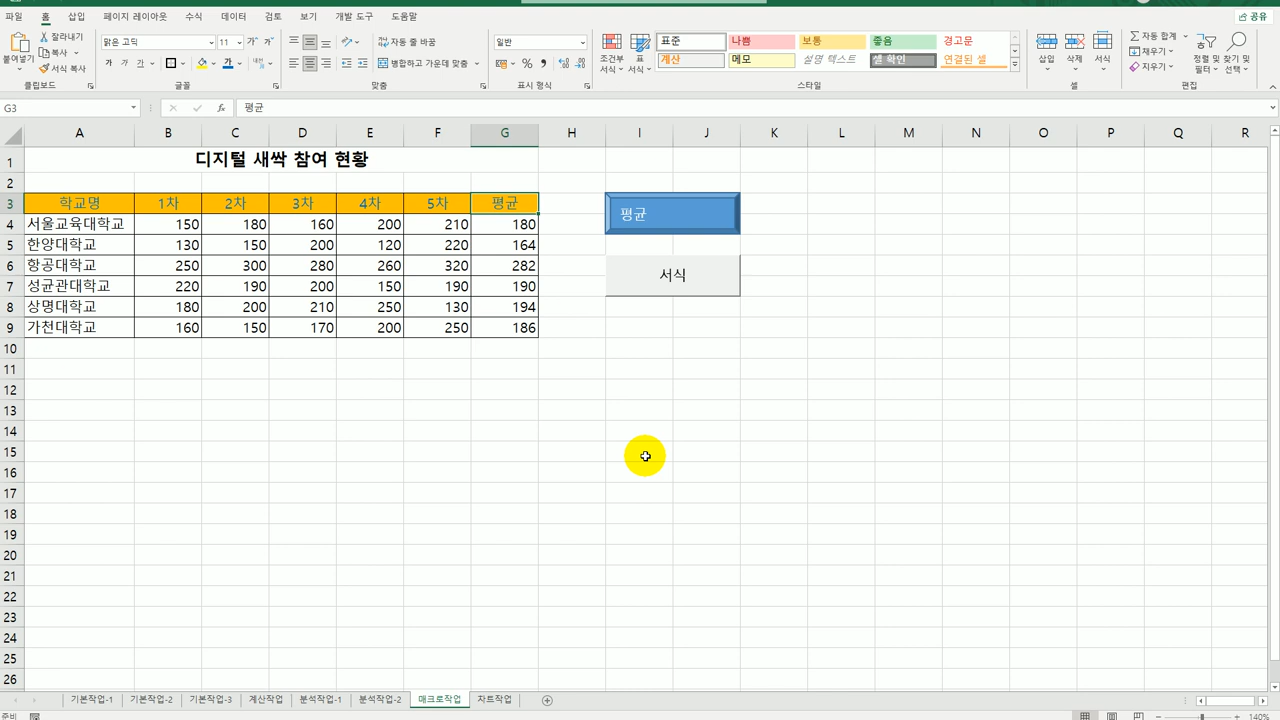 파일 홈 삽입 페이지 레이아웃 수식 데이터 검토 보기 개발 도구 도움말 공유
붙여넣기 잘라내기 복사 서식 복사 클립보드
맑은 고딕 11 가 가 글꼴
자동 줄 바꿈 병합하고 가운데 맞춤 맞춤
일반 % 표시 형식
조건부 서식 표 서식
표준 나쁨 보통 좋음 경고문
계산 메모 설명 텍스트 셀 확인 연결된 셀
스타일
삽입 삭제 서식 셀
자동 합계 채우기 지우기 정렬 및 필터 찾기 및 선택 편집
G3 fx 평균
A B C D E F G H I J K L M N O P Q R
1 디지털 새싹 참여 현황
2
3 학교명 1차 2차 3차 4차 5차 평균 평균
4 서울교육대학교 150 180 160 200 210 180
5 한양대학교 130 150 200 120 220 164
6 항공대학교 250 300 280 260 320 282 서식
7 성균관대학교 220 190 200 150 190 190
8 상명대학교 180 200 210 250 130 194
9 가천대학교 160 150 170 200 250 186
10
11
12
13
14
15
16
17
18
19
20
21
22
23
24
25
26
기본작업-1 기본작업-2 기본작업-3 계산작업 분석작업-1 분석작업-2 매크로작업 차트작업
준비 140%